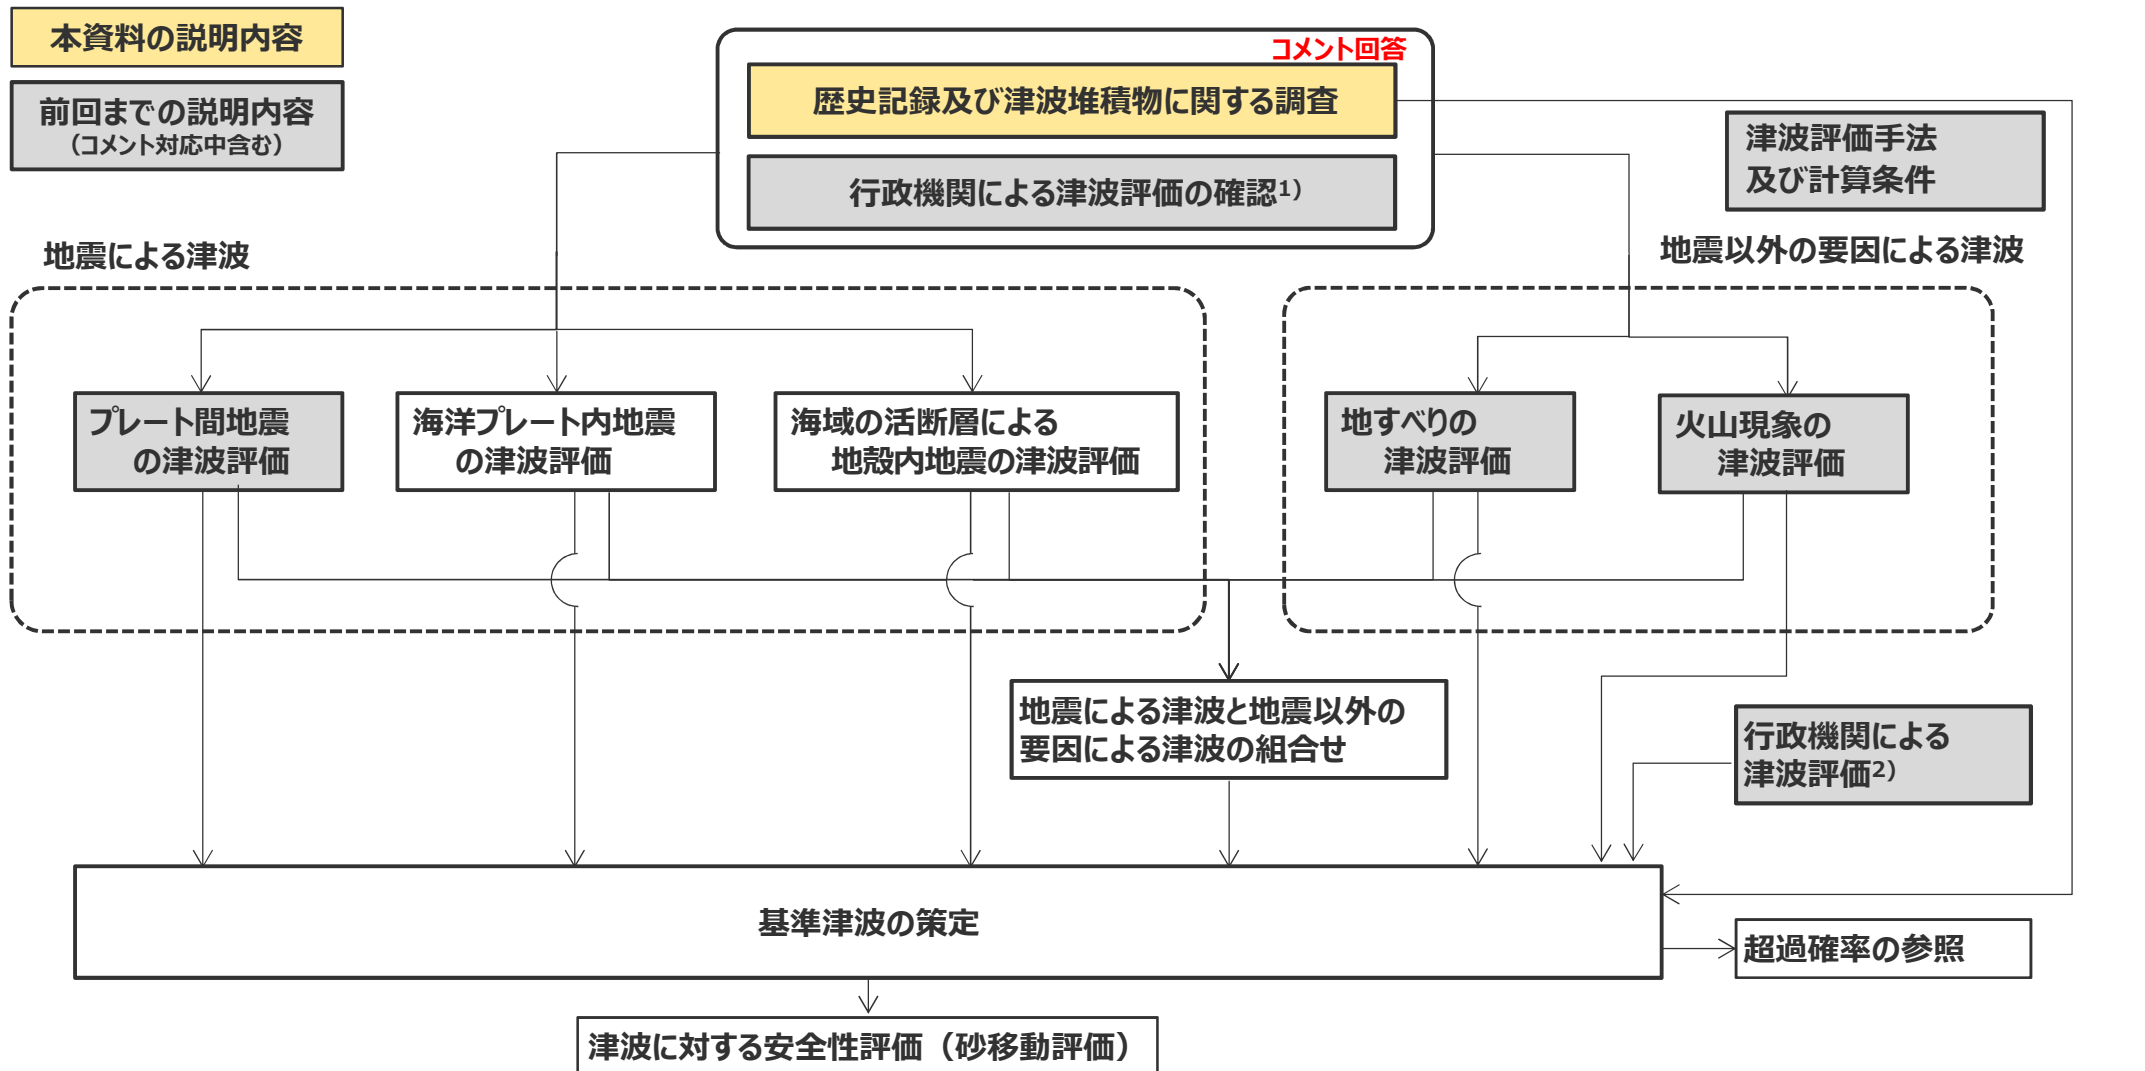 本資料の説明内容
前回までの説明内容
（コメント対応中含む）
コメント回答
歴史記録及び津波堆積物に関する調査
行政機関による津波評価の確認1）
津波評価手法
及び計算条件
地震による津波
地震以外の要因による津波
プレート間地震
の津波評価
海洋プレート内地震
の津波評価
海域の活断層による
地殻内地震の津波評価
地すべりの
津波評価
火山現象の
津波評価
地震による津波と地震以外の
要因による津波の組合せ
行政機関による
津波評価2）
基準津波の策定
超過確率の参照
津波に対する安全性評価（砂移動評価）